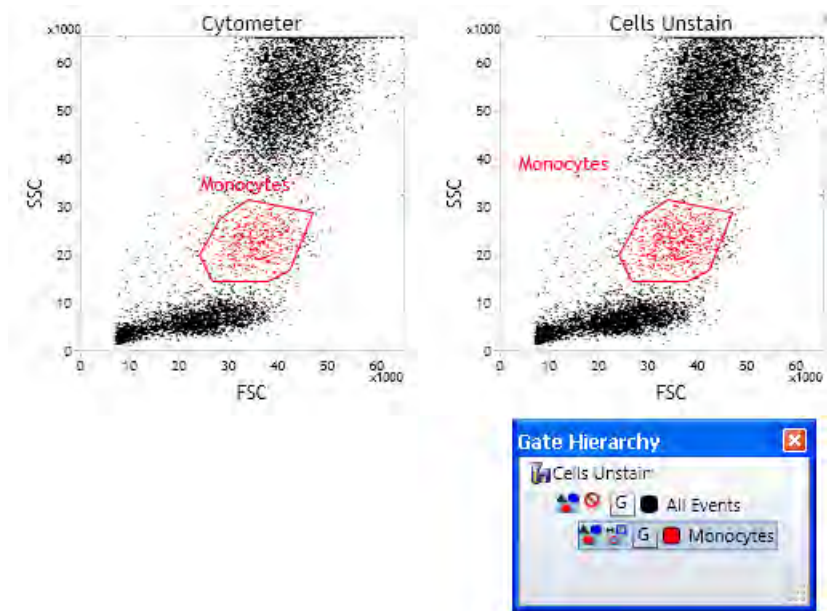 Cytometer
x1000
60
50
40
30
20
10
0
SSC
Monocytes
0 10 20 30 40 50 60
x1000
FSC
Cells Unstain
x1000
60
50
40
30
20
10
0
SSC
Monocytes
0 10 20 30 40 50 60
x1000
FSC
Gate Hierarchy
Cells Unstain
G All Events
G Monocytes